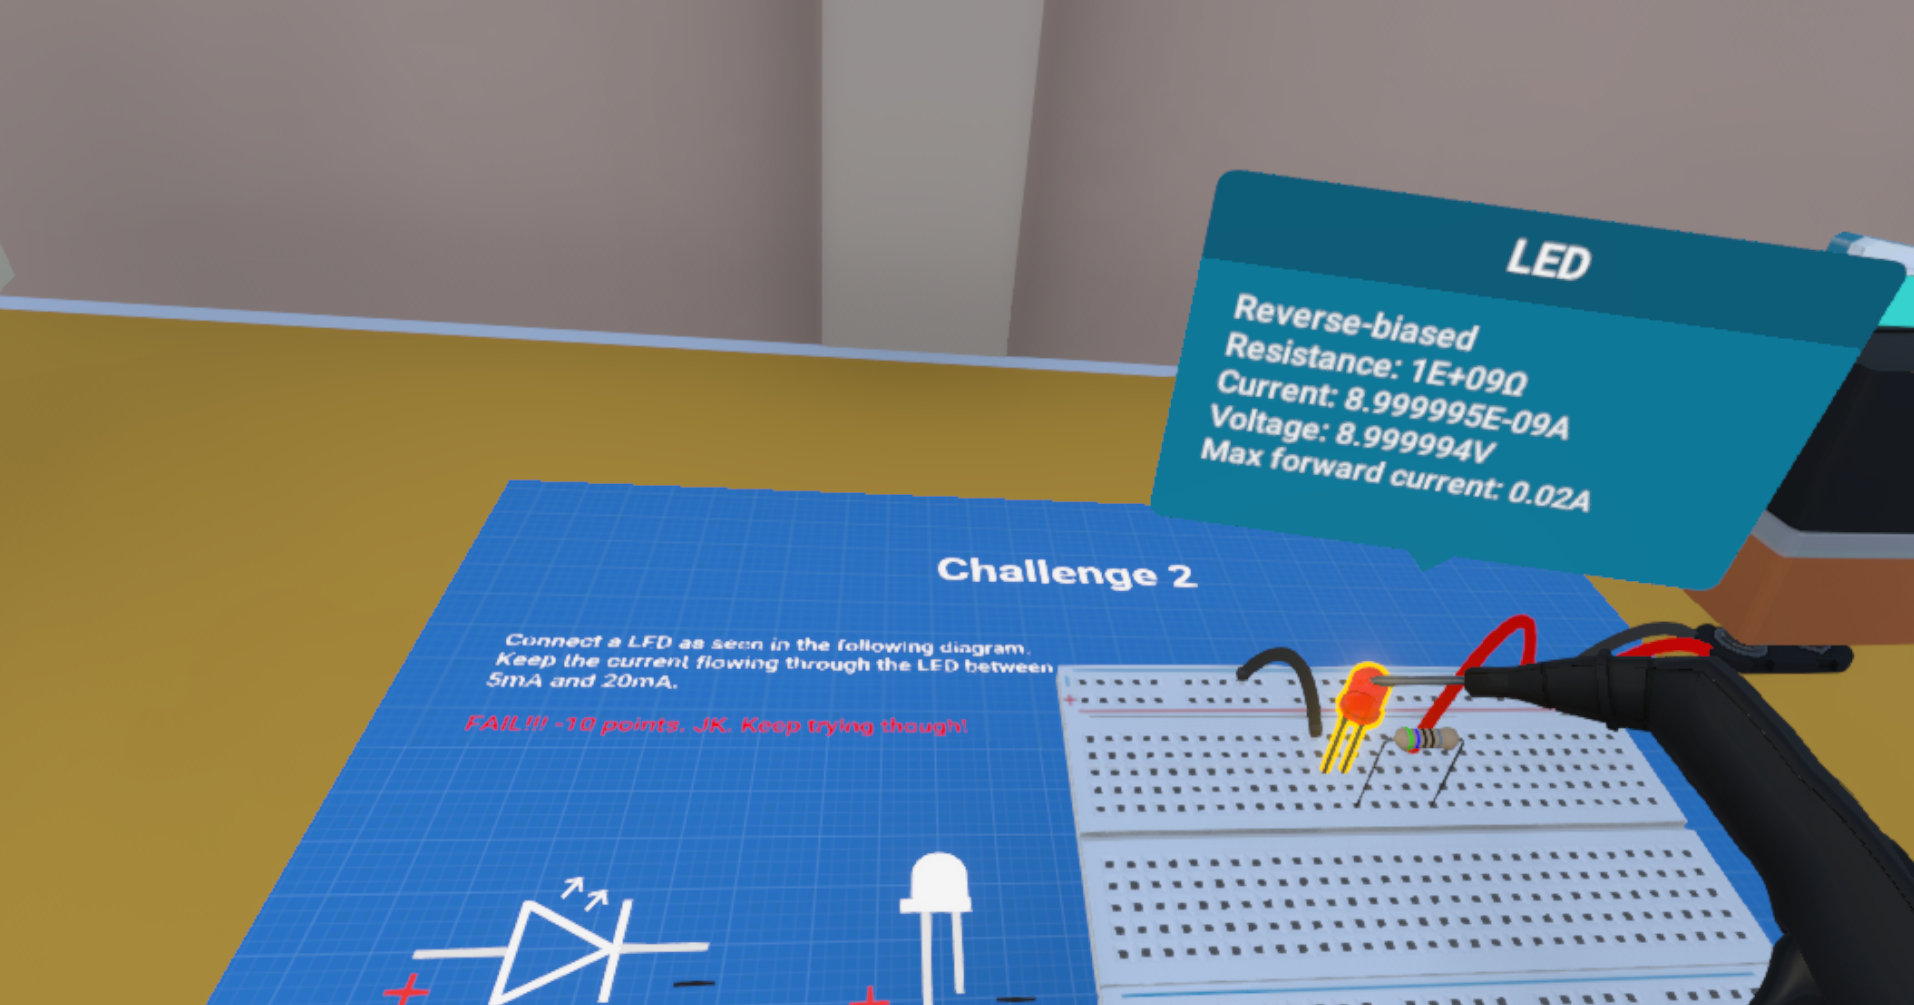 LED
Reverse-biased
Resistance: 1E+09Ω
Current: 8.999995E-09A
Voltage: 8.999994V
Max forward current: 0.02A
Challenge 2
Connect a LED as seen in the following diagram.
Keep the current flowing through the LED between
5mA and 20mA.
FAIL!!! -10 points. JK. Keep trying though!
+ -
+ -
+